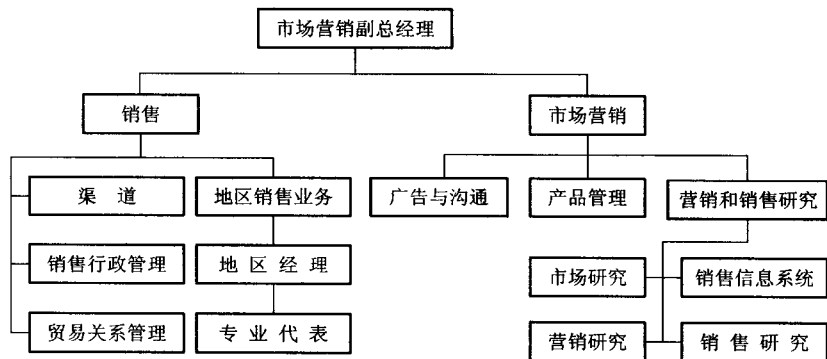 市场营销副总经理
销售
市场营销
渠 道
地区销售业务
广告与沟通
产品管理
营销和销售研究
销售行政管理
地 区 经 理
市场研究
销售信息系统
贸易关系管理
专 业 代 表
营销研究
销 售 研 究